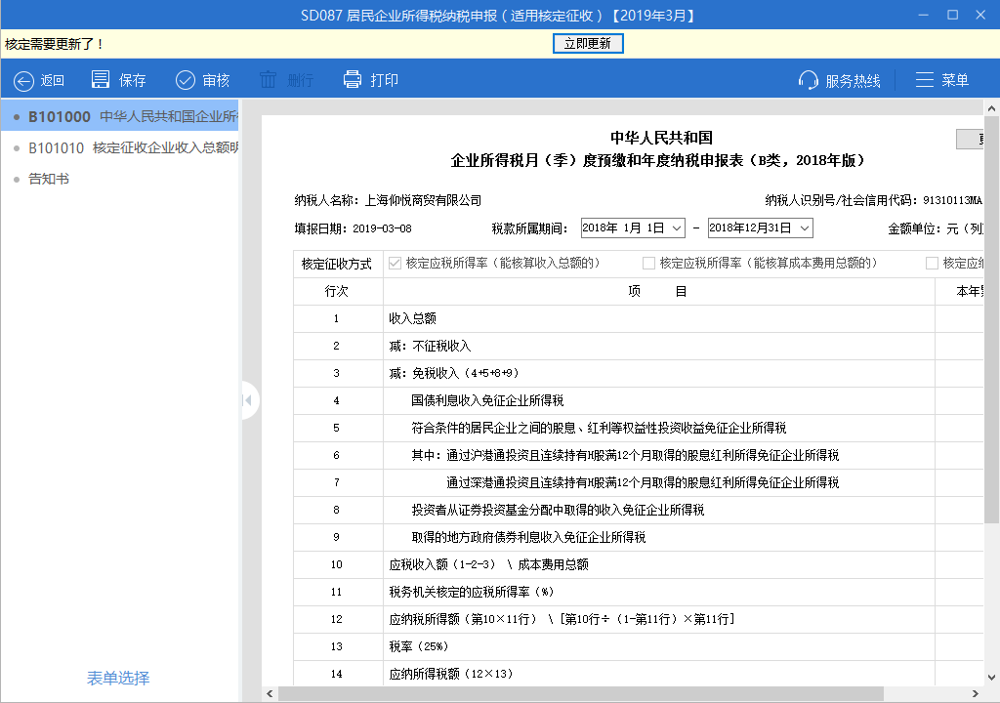 SD087 居民企业所得税纳税申报（适用核定征收）【2019年3月】
核定需要更新了！ 立即更新
返回 保存 审核 删行 打印 服务热线 菜单
B101000 中华人民共和国企业所
B101010 核定征收企业收入总额明
告知书
表单选择
中华人民共和国
企业所得税月（季）度预缴和年度纳税申报表（B类，2018年版）
纳税人名称：上海仰悦商贸有限公司 纳税人识别号/社会信用代码：91310113MA
填报日期：2019-03-08 税款所属期间： 2018年 1月 1日 － 2018年12月31日 金额单位：元（列
核定征收方式 核定应税所得率（能核算收入总额的） 核定应税所得率（能核算成本费用总额的） 核定应
行次 项 目 本年
1 收入总额
2 减：不征税收入
3 减：免税收入（4+5+8+9）
4 国债利息收入免征企业所得税
5 符合条件的居民企业之间的股息、红利等权益性投资收益免征企业所得税
6 其中：通过沪港通投资且连续持有H股满12个月取得的股息红利所得免征企业所得税
7 通过深港通投资且连续持有H股满12个月取得的股息红利所得免征企业所得税
8 投资者从证券投资基金分配中取得的收入免征企业所得税
9 取得的地方政府债券利息收入免征企业所得税
10 应税收入额（1-2-3） \ 成本费用总额
11 税务机关核定的应税所得率（%）
12 应纳税所得额（第10×11行） \ [第10行÷（1-第11行）×第11行]
13 税率（25%）
14 应纳所得税额（12×13）